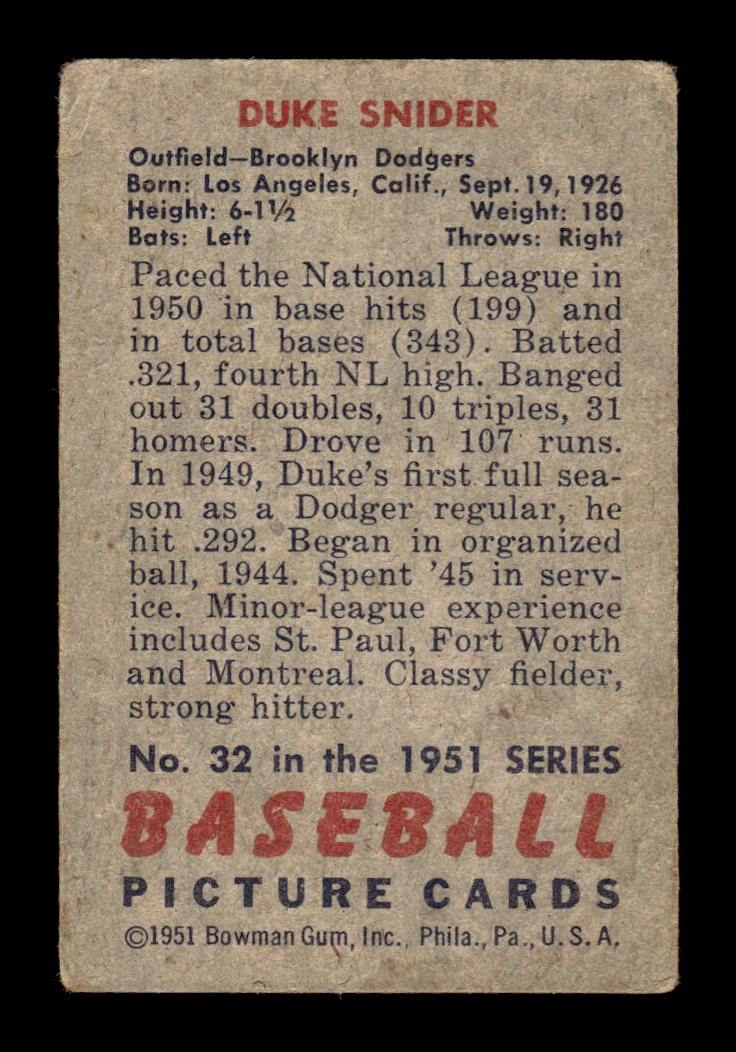 DUKE SNIDER
Outfield—Brooklyn Dodgers
Born: Los Angeles, Calif., Sept. 19, 1926
Height: 6-1½ Weight: 180
Bats: Left Throws: Right
Paced the National League in
1950 in base hits (199) and
in total bases (343). Batted
.321, fourth NL high. Banged
out 31 doubles, 10 triples, 31
homers. Drove in 107 runs.
In 1949, Duke's first full sea-
son as a Dodger regular, he
hit .292. Began in organized
ball, 1944. Spent '45 in serv-
ice. Minor-league experience
includes St. Paul, Fort Worth
and Montreal. Classy fielder,
strong hitter.
No. 32 in the 1951 SERIES
BASEBALL
PICTURE CARDS
©1951 Bowman Gum, Inc., Phila., Pa., U. S. A.